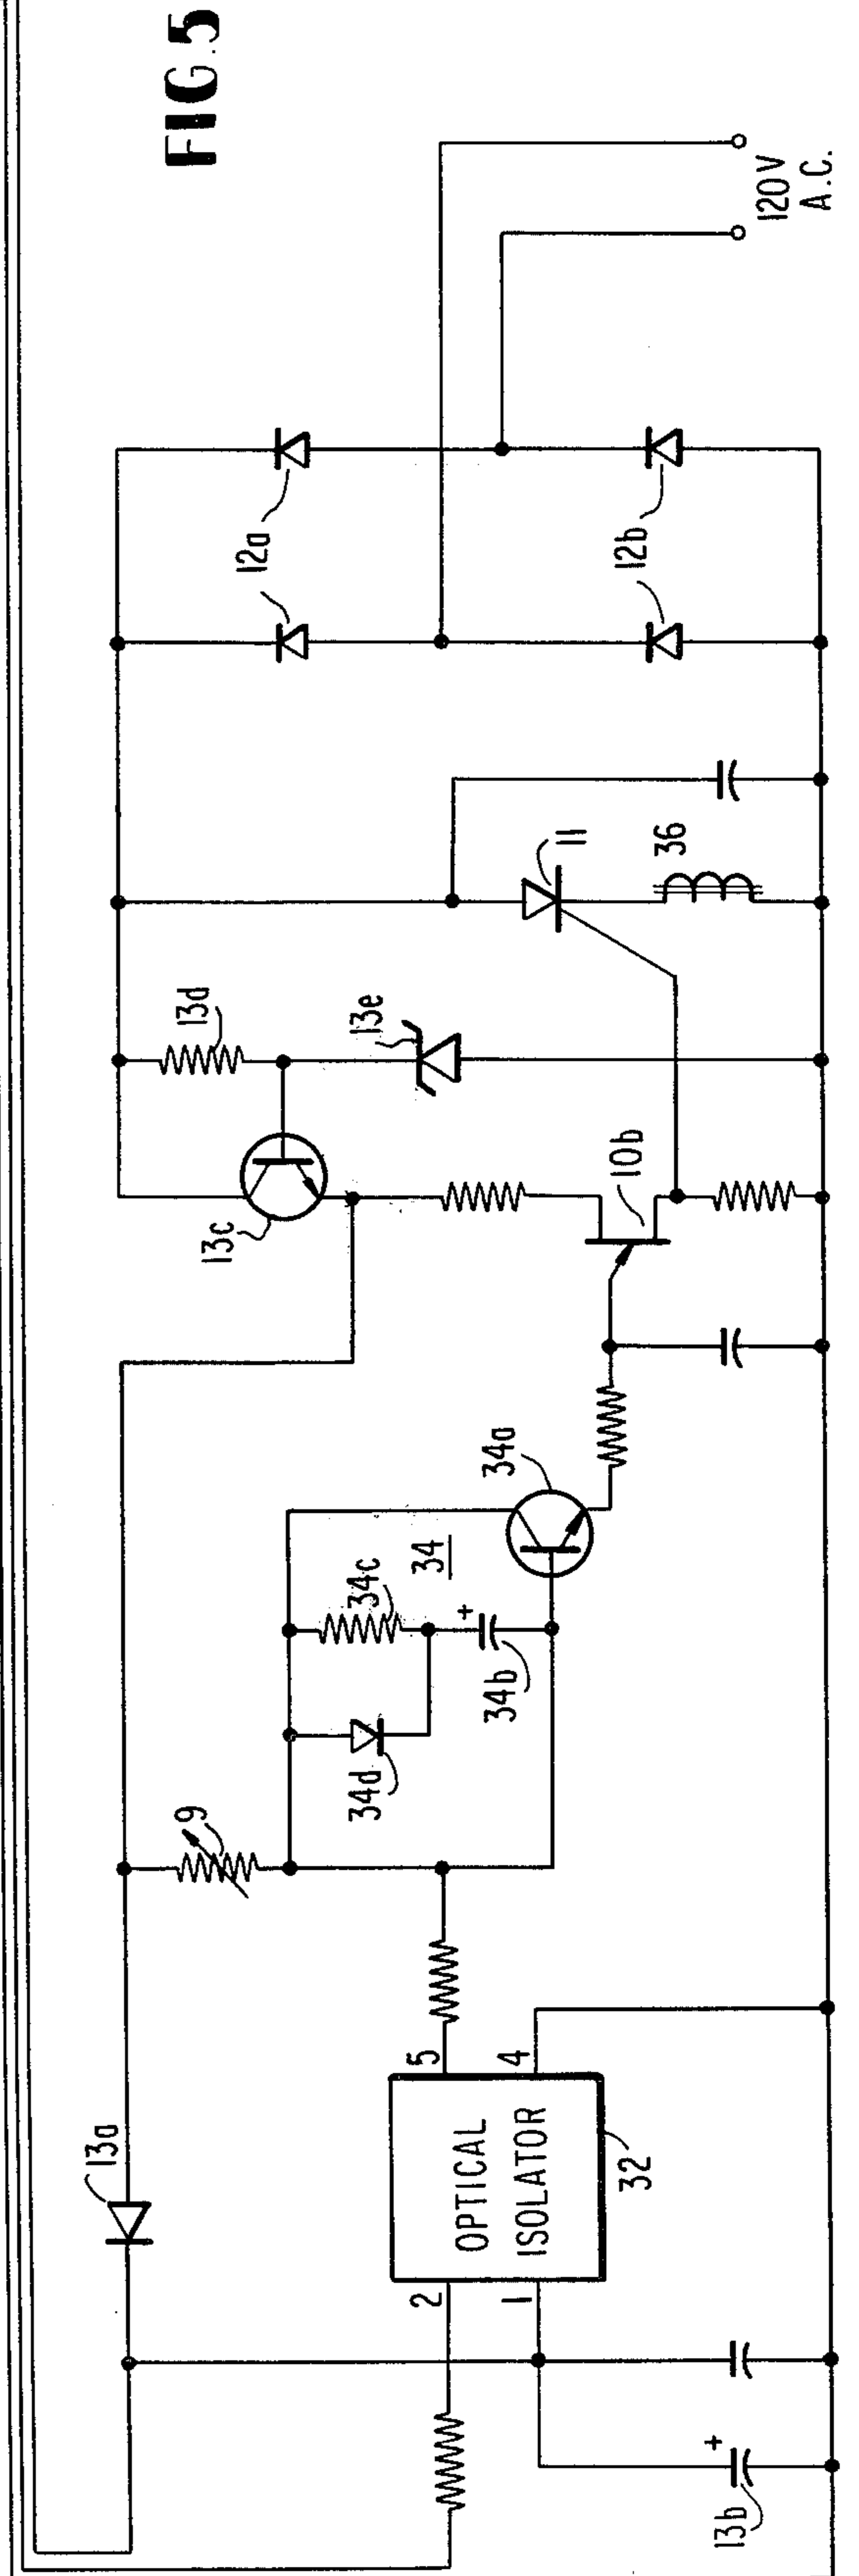 FIG.5
13a
9
34d
34c
34
34b
34a
13c
13d
13e
10b
11
36
12a
12b
120V
A.C.
OPTICAL
ISOLATOR
2
1
5
4
32
+
+
13b